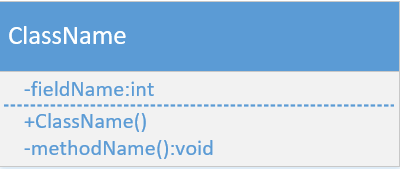 ClassName
-fieldName:int
+ClassName()
-methodName():void